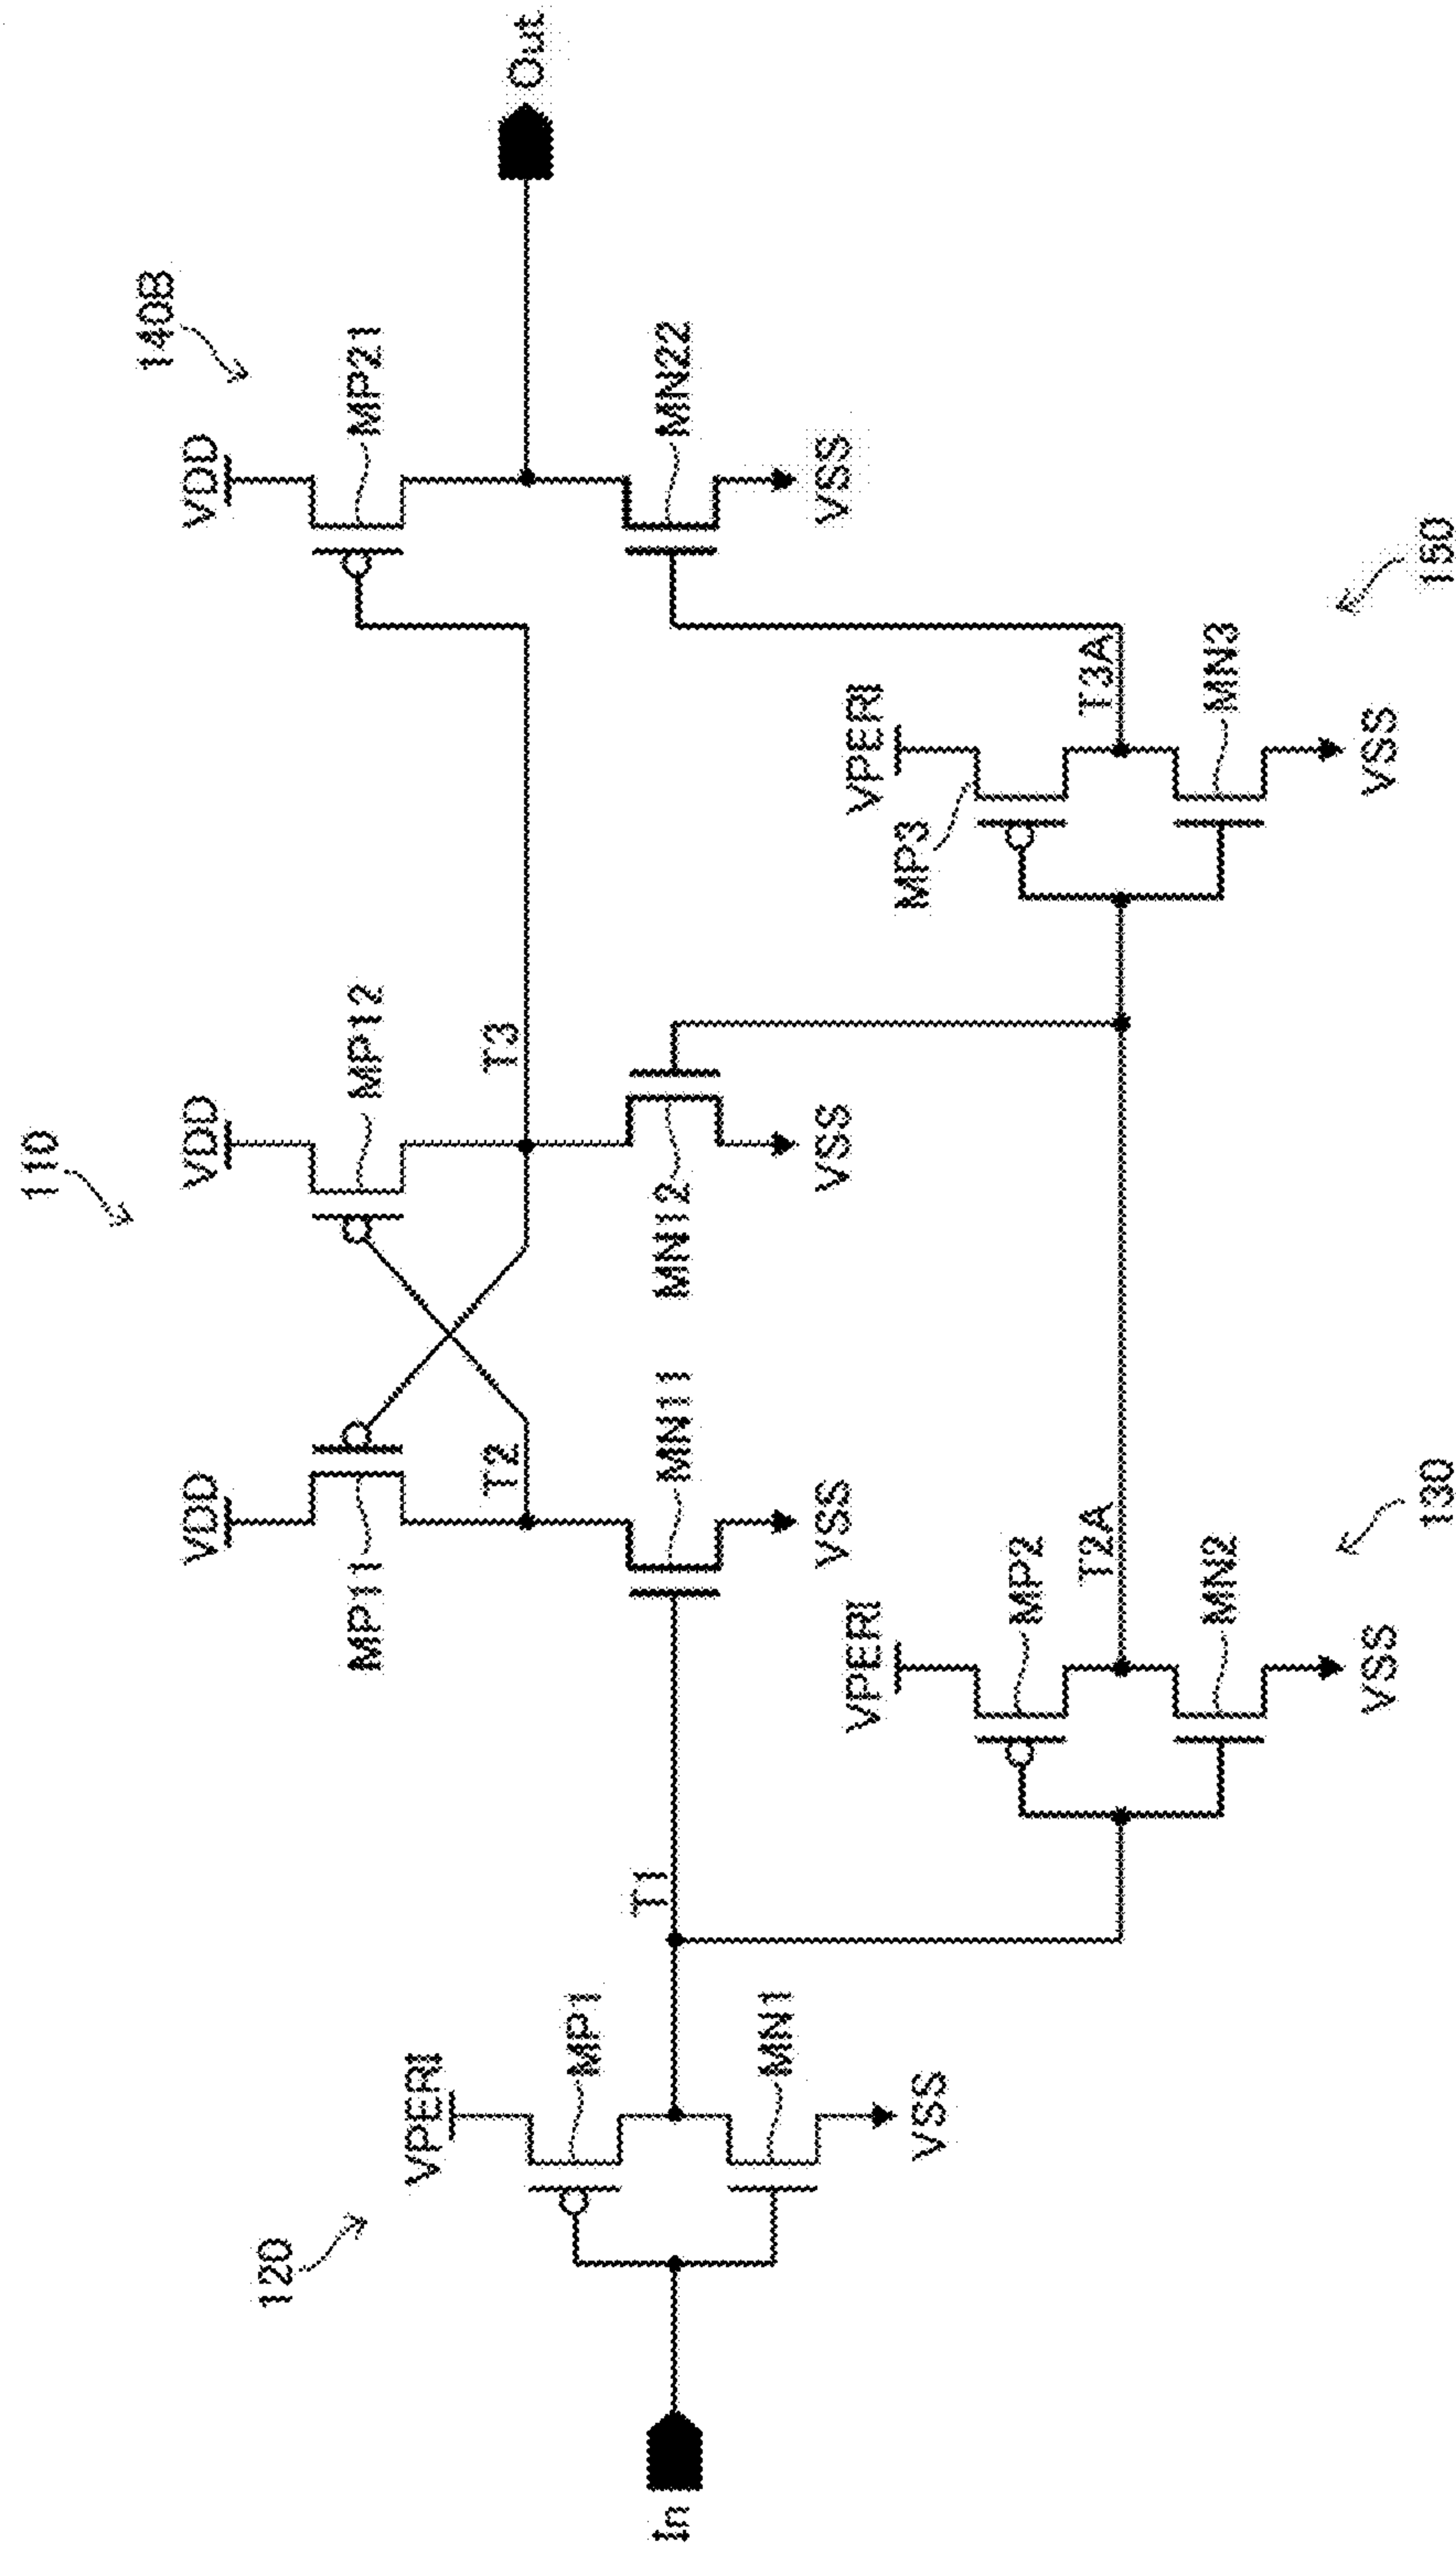 110
140B
VDD
VDD
VDD
MP11
MP12
MP21
T2
T3
Out
120
VPERI
MP1
T1
MN11
MN12
MN22
In
MN1
VSS
VSS
VSS
VSS
VPERI
VPERI
MP2
MP3
T2A
T3A
MN2
MN3
VSS
VSS
130
150